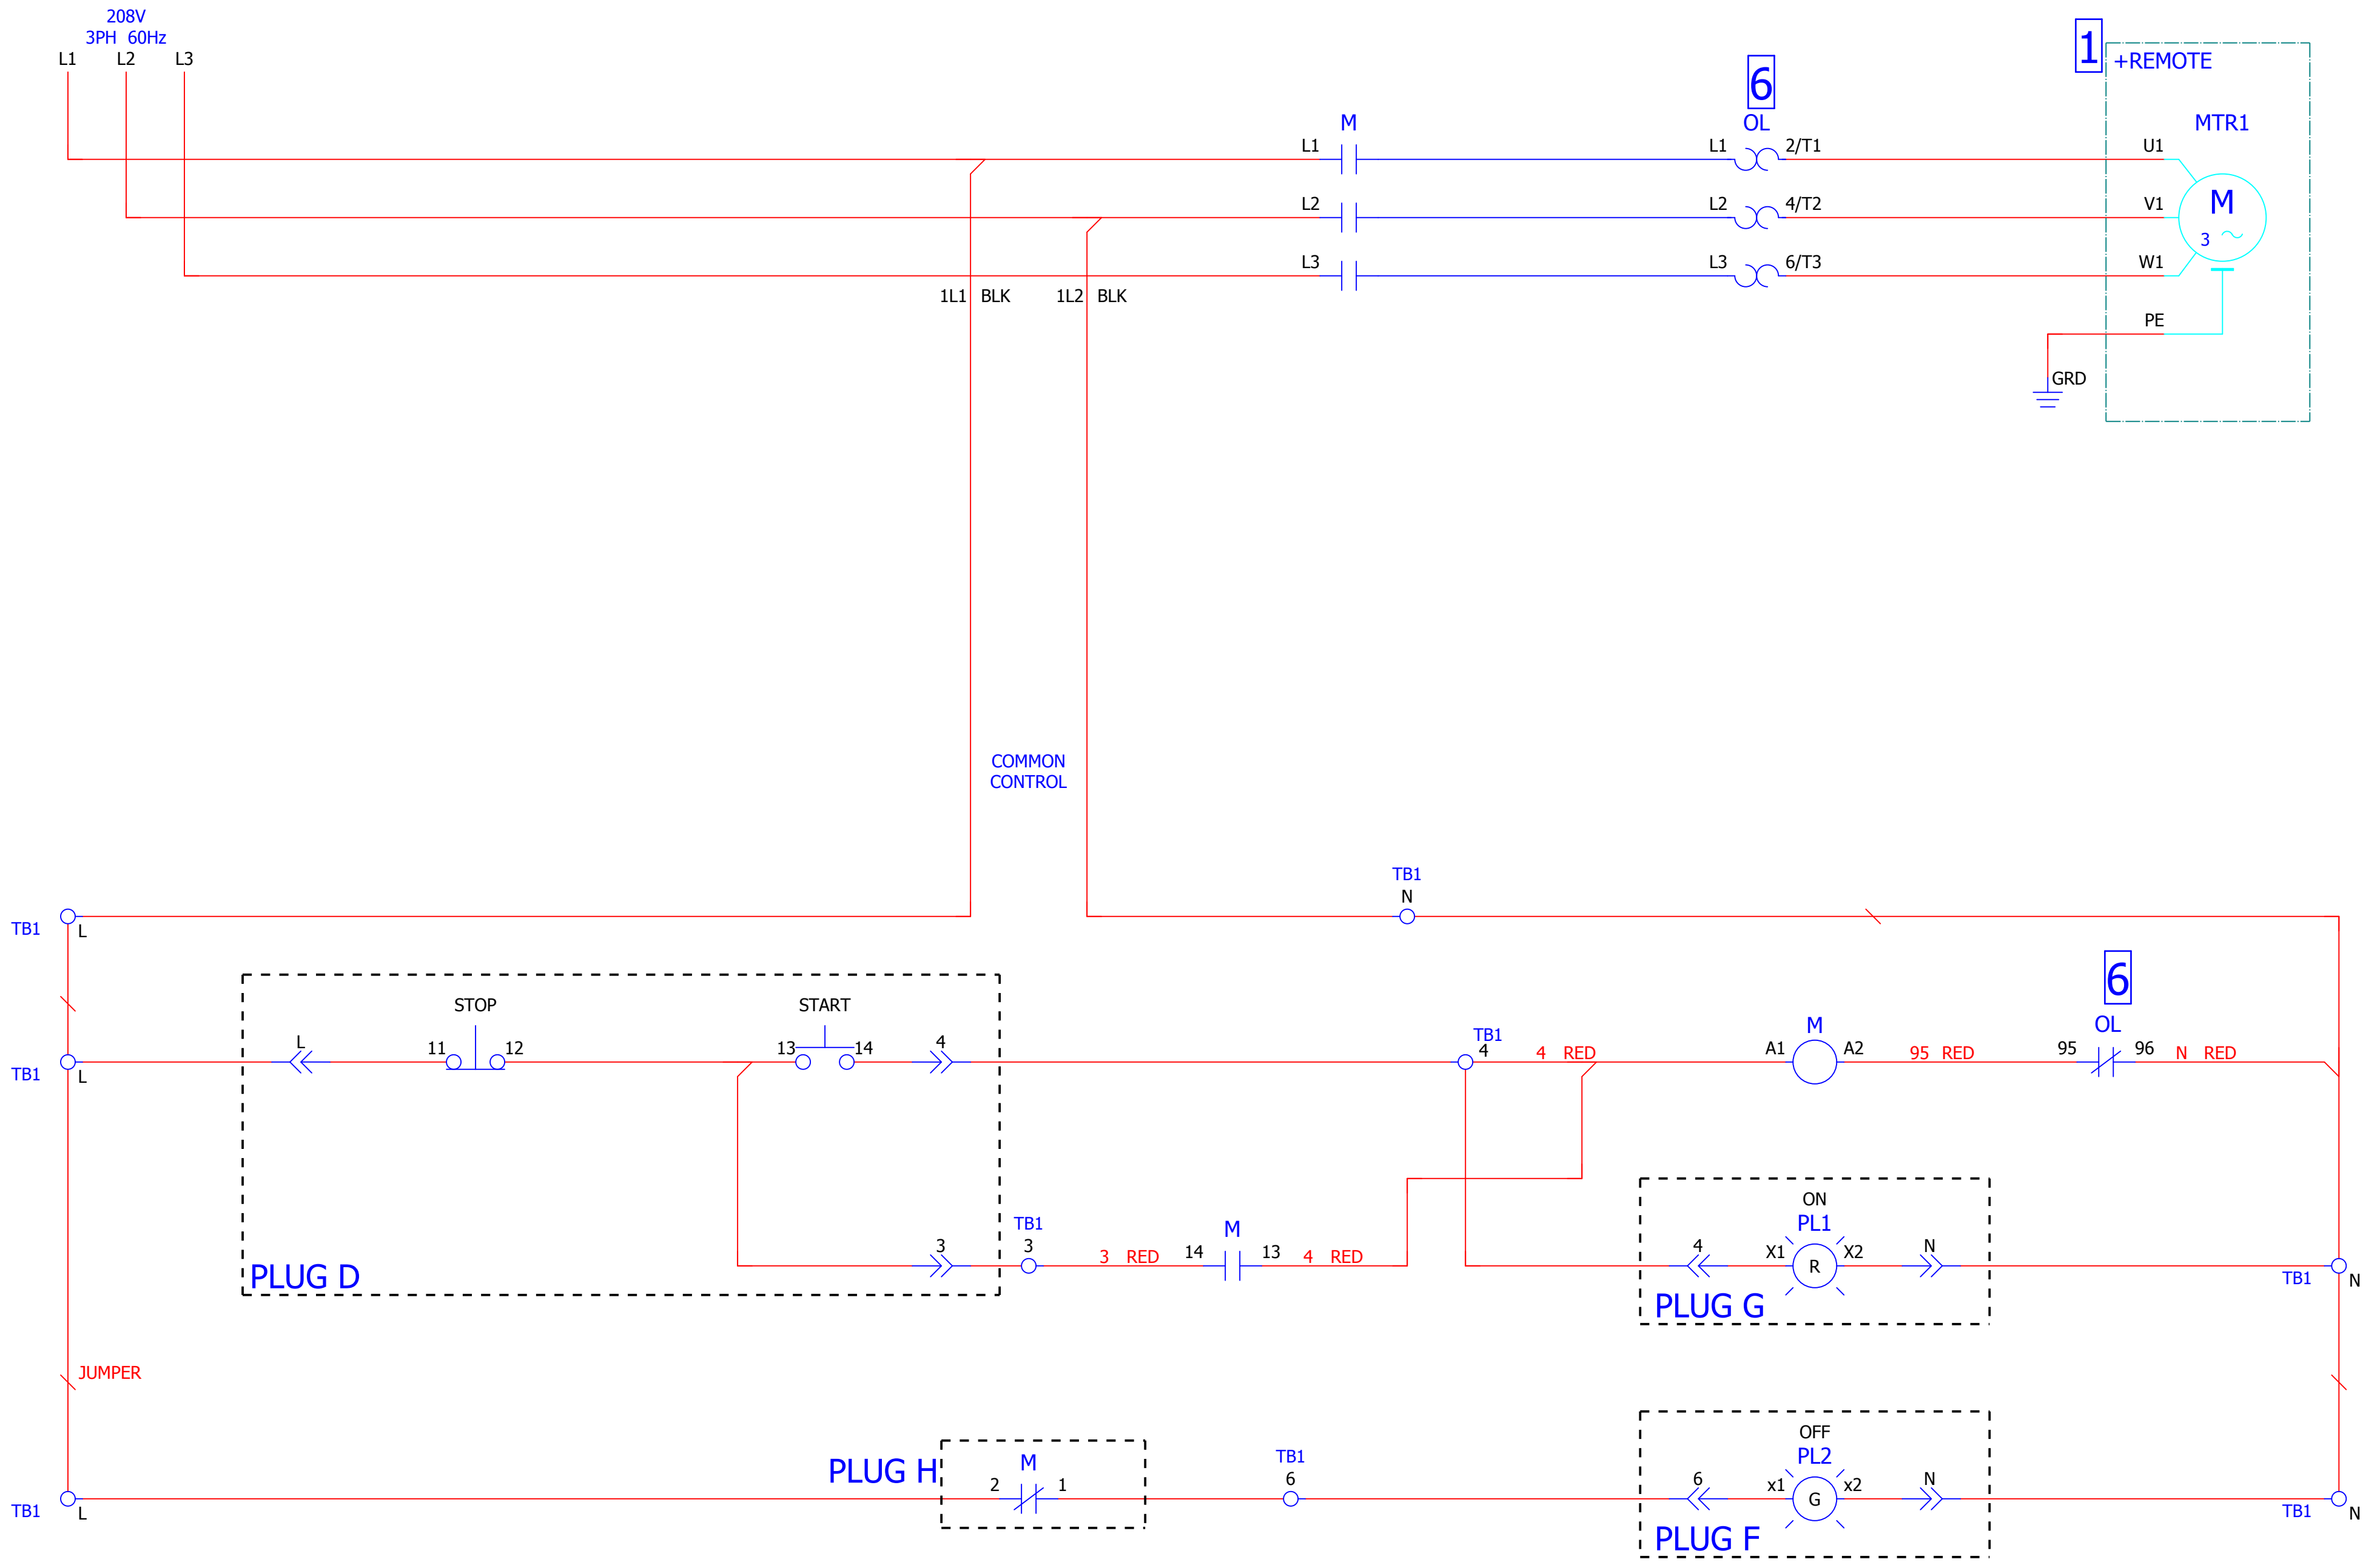 208V
3PH 60Hz
L1 L2 L3
1
+REMOTE
6
M OL MTR1
L1 L1 2/T1 U1
M
L2 L2 4/T2 V1
3
L3 L3 6/T3 W1
1L1 BLK 1L2 BLK
PE
GRD
COMMON
CONTROL
TB1
N
TB1 L
6
STOP START M OL
L 11 12 13 14 4 TB1
4 4 RED A1 A2 95 RED 95 96 N RED
TB1 L
ON
TB1 M PL1
3 3 3 RED 14 13 4 RED 4 X1 X2 N
R
PLUG D TB1 N
PLUG G
JUMPER
OFF
PLUG H M TB1 PL2
2 1 6 6 x1 x2 N
G
TB1 L TB1 N
PLUG F